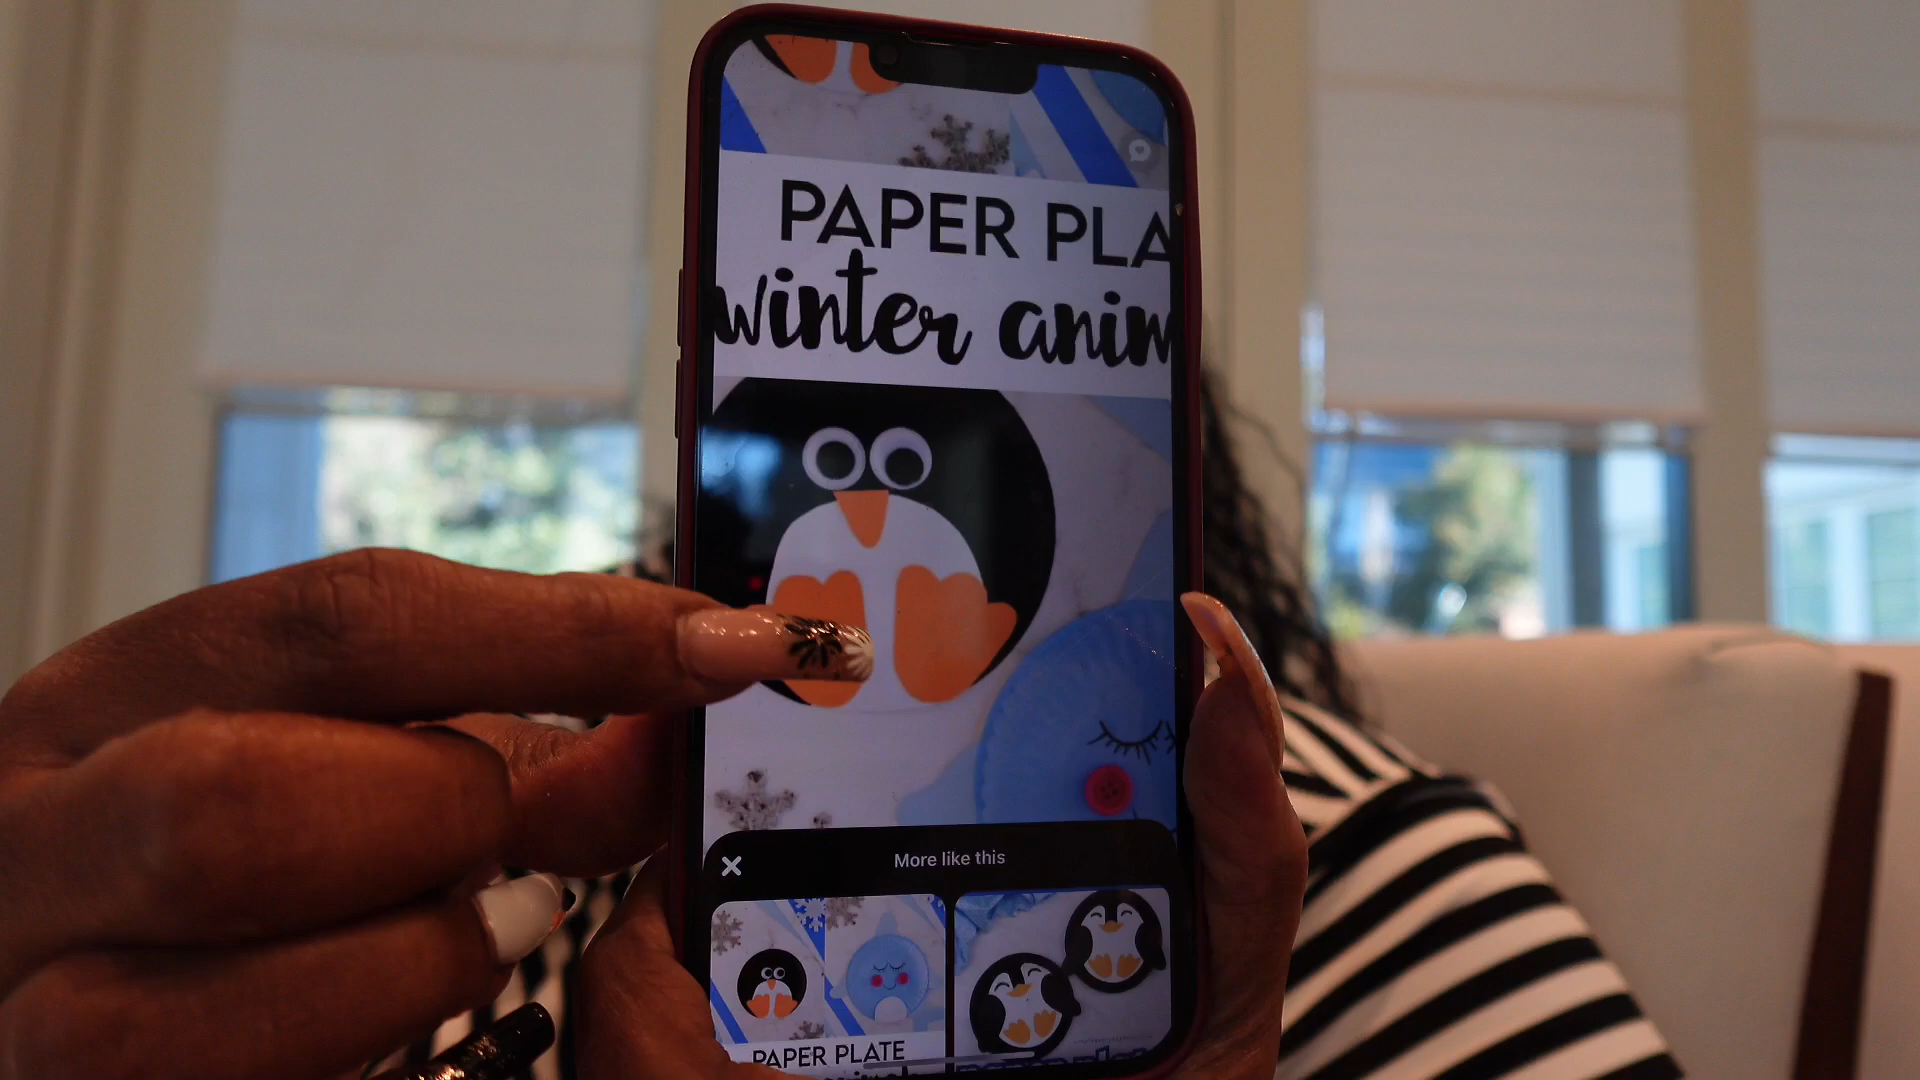 PAPER PLA
winter anim
More like this
PAPER PLATE